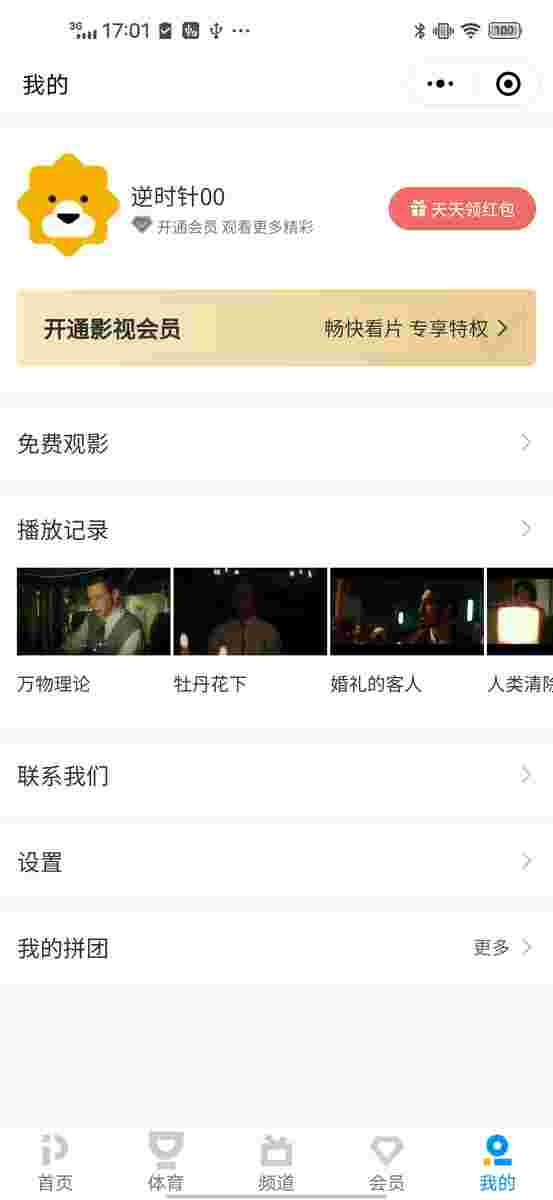 3G 17:01 100
我的
逆时针00
开通会员 观看更多精彩
天天领红包
开通影视会员
畅快看片 专享特权
免费观影
播放记录
万物理论
牡丹花下
婚礼的客人
人类清除
联系我们
设置
我的拼团
更多
首页
体育
频道
会员
我的